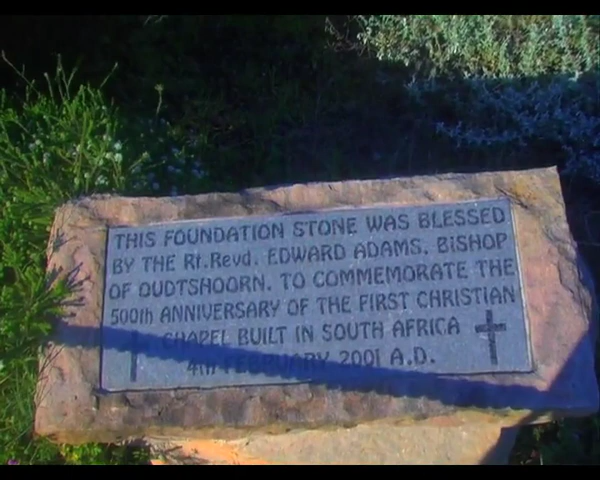 THIS FOUNDATION STONE WAS BLESSED
BY THE Rt.Revd. EDWARD ADAMS. BISHOP
OF OUDTSHOORN. TO COMMEMORATE THE
500th ANNIVERSARY OF THE FIRST CHRISTIAN
CHAPEL BUILT IN SOUTH AFRICA
4TH FEBRUARY 2001 A.D.